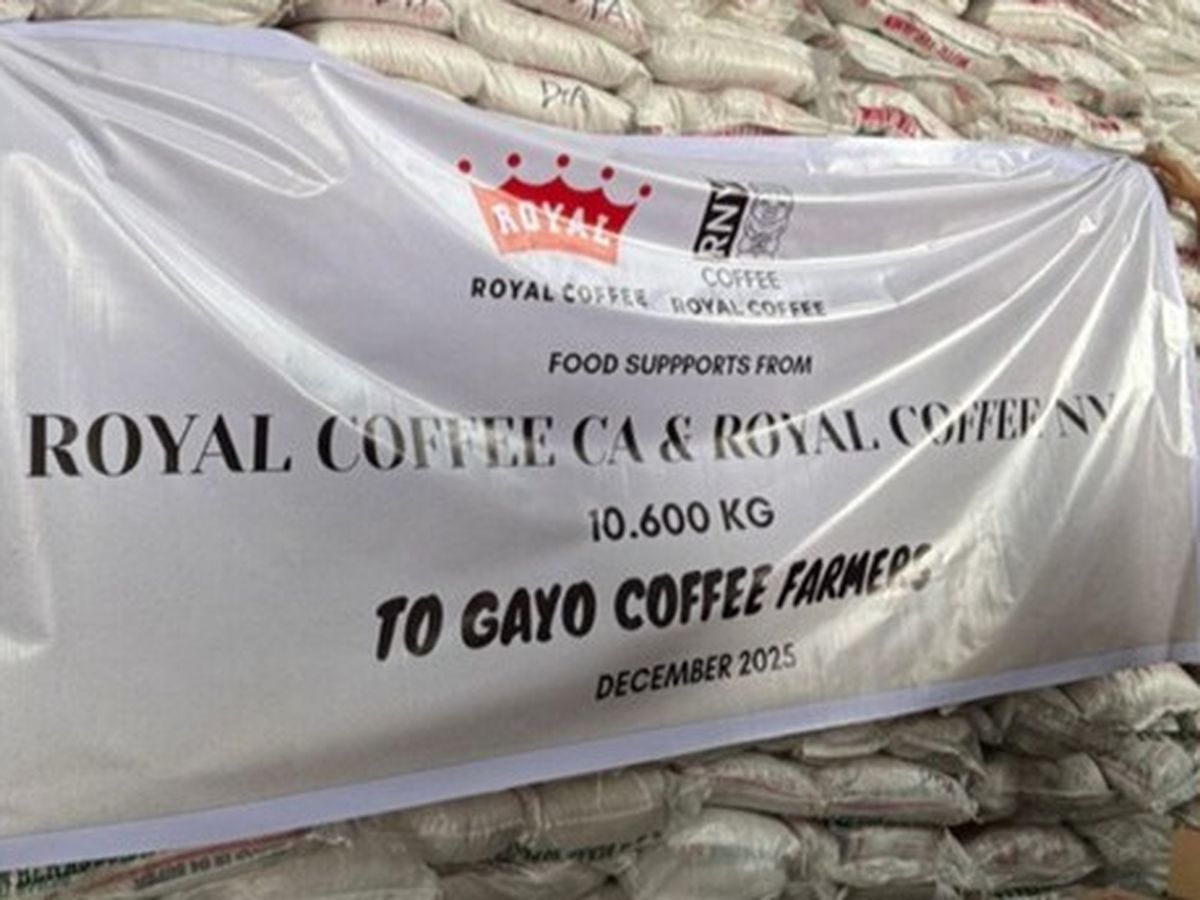 DTA
ROYAL
RNY
COFFEE
ROYAL COFFEE
ROYAL COFFEE
FOOD SUPPPORTS FROM
ROYAL COFFEE CA & ROYAL COFFEE NY
10.600 KG
TO GAYO COFFEE FARMERS
DECEMBER 2025